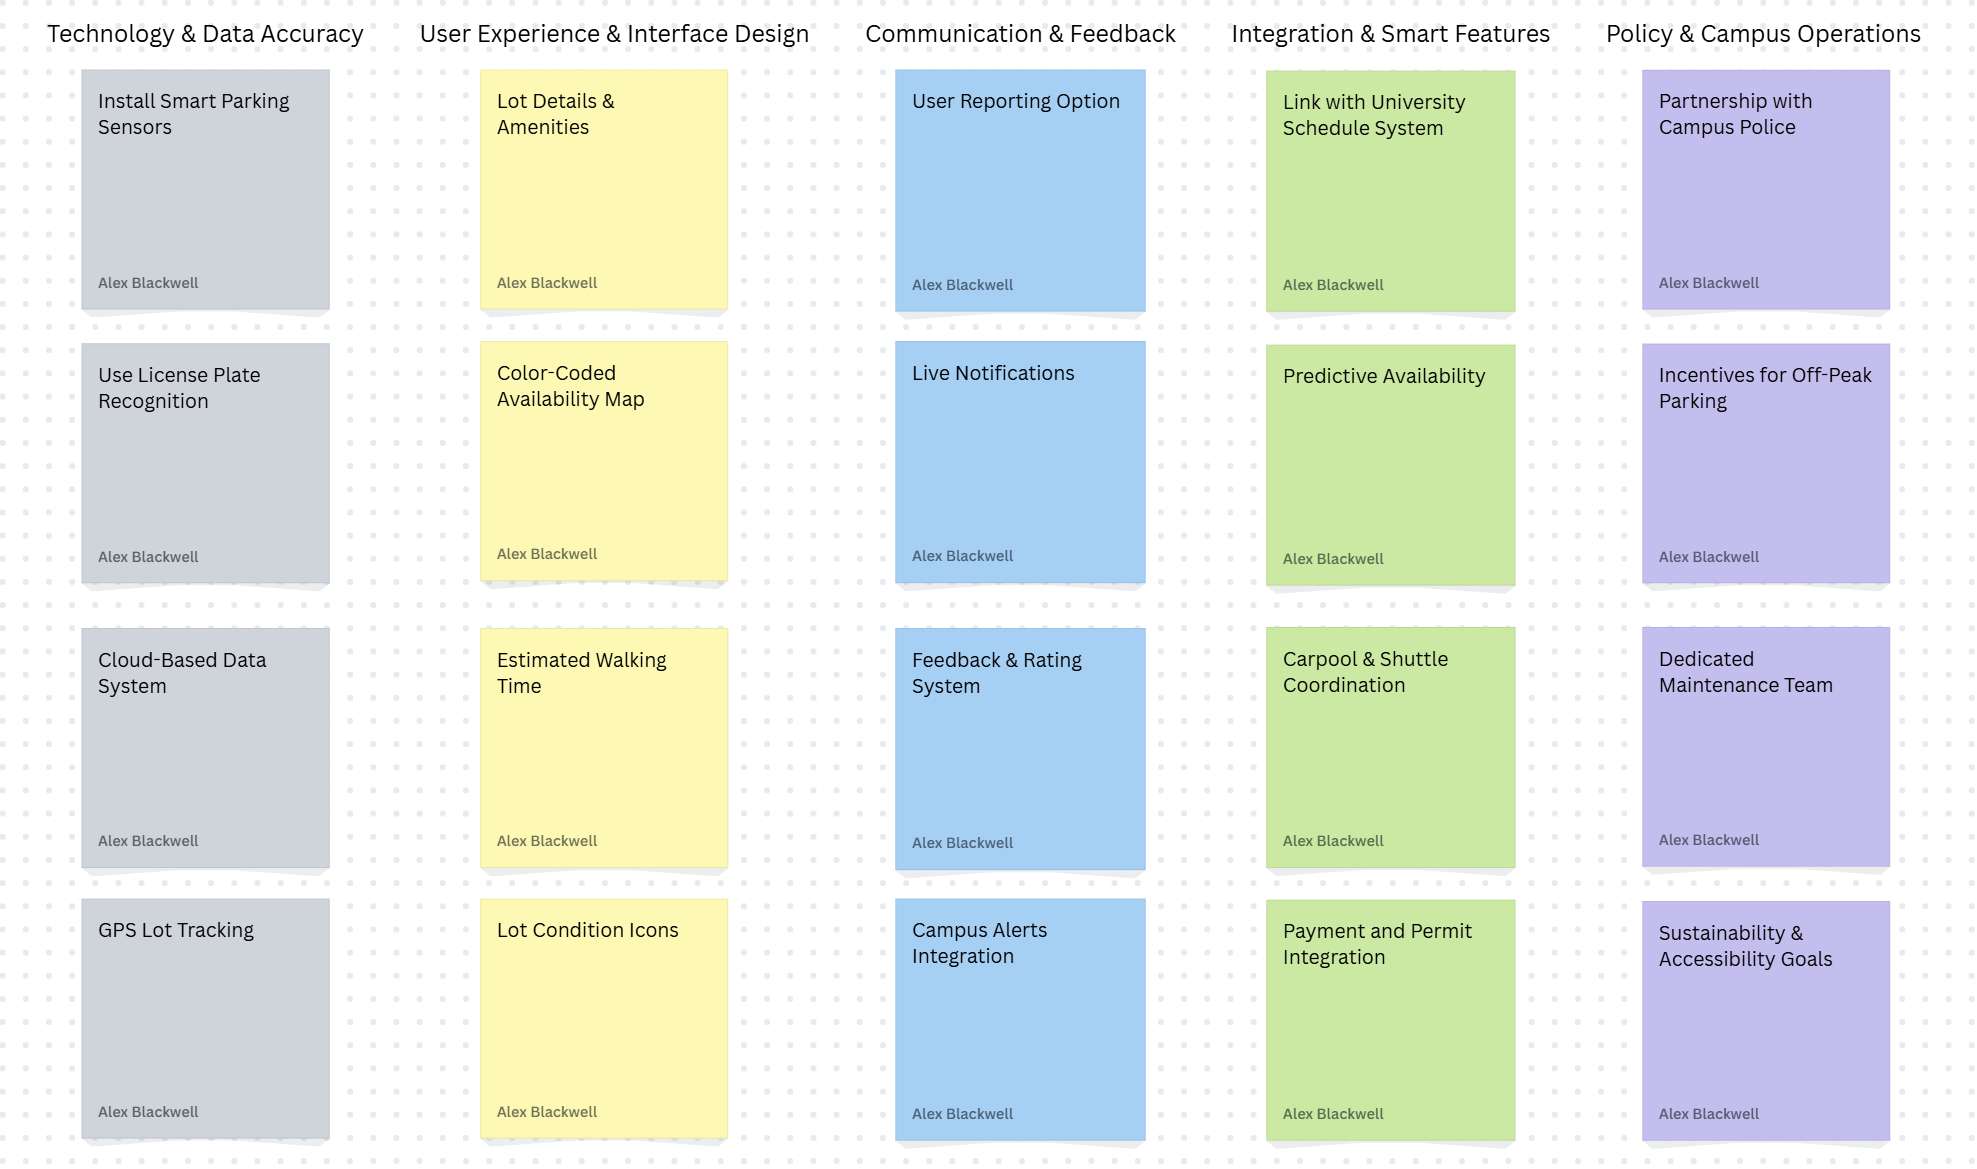 Technology & Data Accuracy
Install Smart Parking
Sensors
Alex Blackwell
Use License Plate
Recognition
Alex Blackwell
Cloud-Based Data
System
Alex Blackwell
GPS Lot Tracking
Alex Blackwell
User Experience & Interface Design
Lot Details &
Amenities
Alex Blackwell
Color-Coded
Availability Map
Alex Blackwell
Estimated Walking
Time
Alex Blackwell
Lot Condition Icons
Alex Blackwell
Communication & Feedback
User Reporting Option
Alex Blackwell
Live Notifications
Alex Blackwell
Feedback & Rating
System
Alex Blackwell
Campus Alerts
Integration
Alex Blackwell
Integration & Smart Features
Link with University
Schedule System
Alex Blackwell
Predictive Availability
Alex Blackwell
Carpool & Shuttle
Coordination
Alex Blackwell
Payment and Permit
Integration
Alex Blackwell
Policy & Campus Operations
Partnership with
Campus Police
Alex Blackwell
Incentives for Off-Peak
Parking
Alex Blackwell
Dedicated
Maintenance Team
Alex Blackwell
Sustainability &
Accessibility Goals
Alex Blackwell